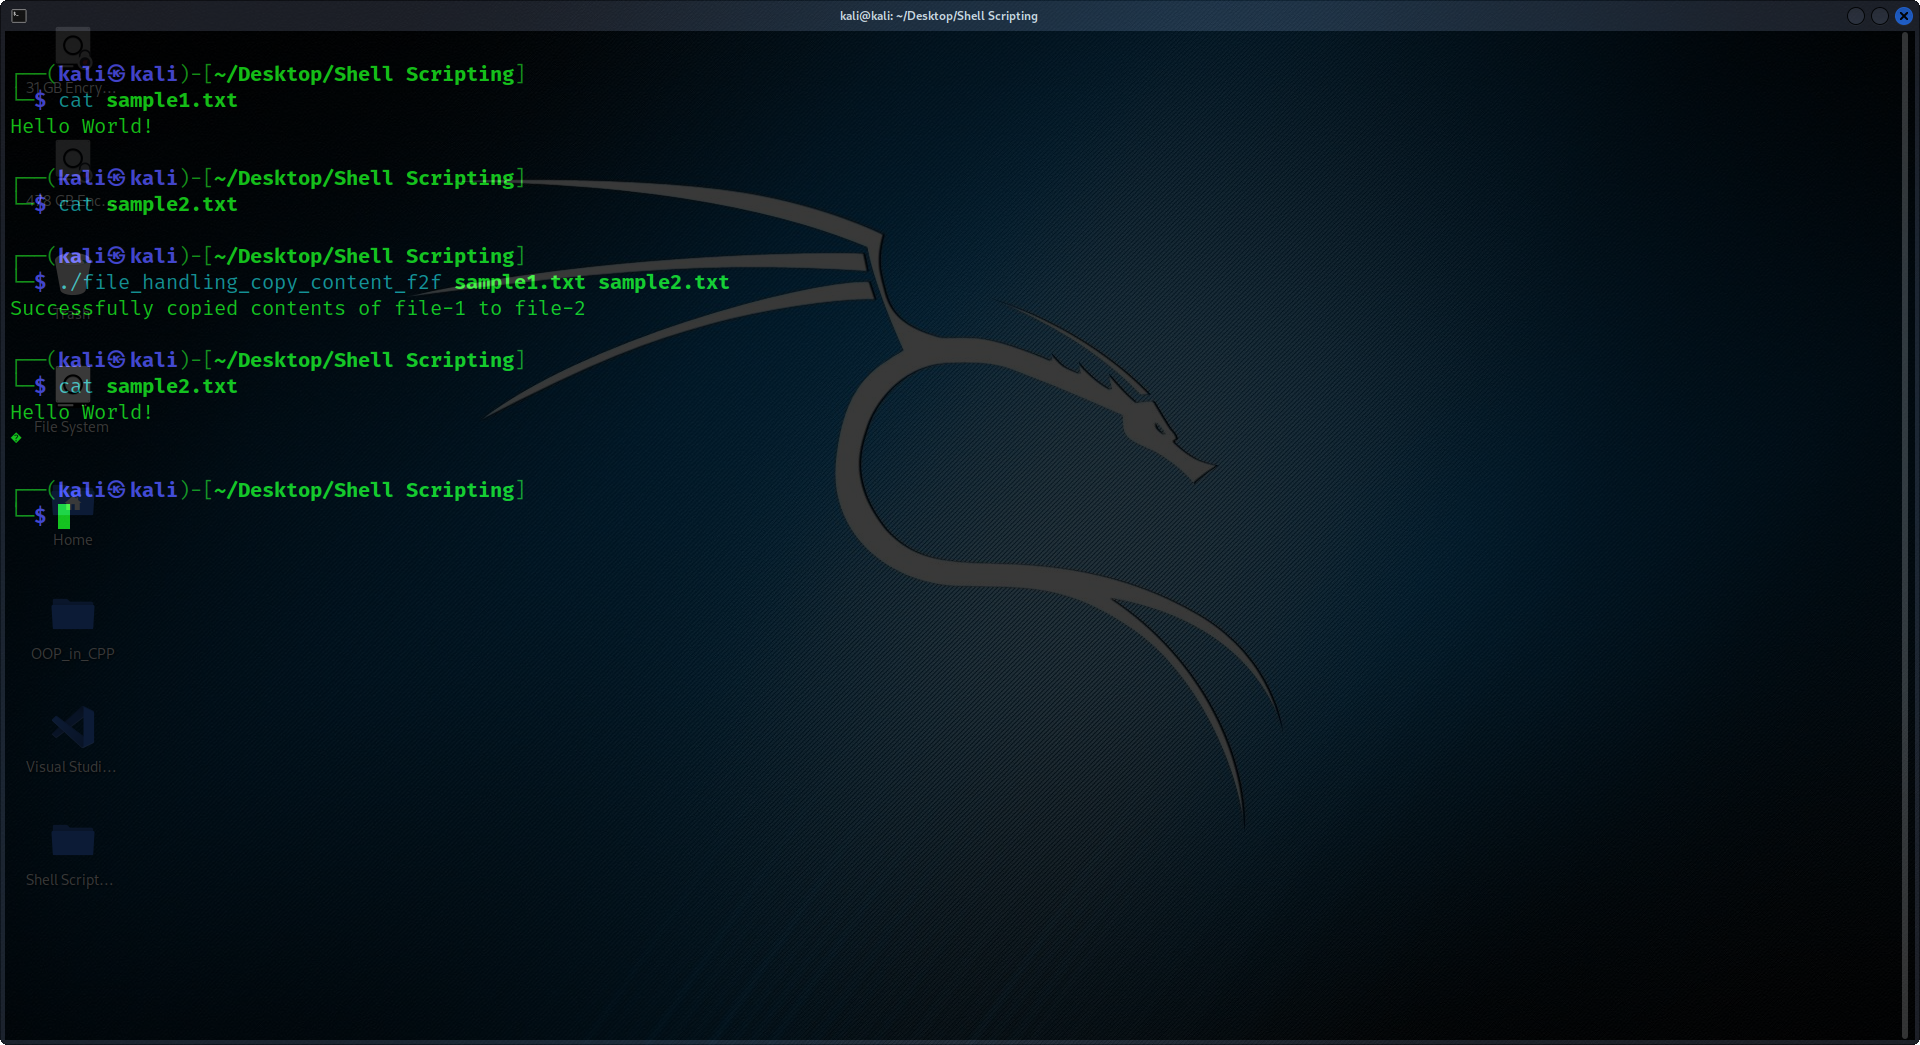 kali@kali: ~/Desktop/Shell Scripting
┌──(kali㉿kali)-[~/Desktop/Shell Scripting]
└─$ cat sample1.txt
Hello World!
┌──(kali㉿kali)-[~/Desktop/Shell Scripting]
└─$ cat sample2.txt
┌──(kali㉿kali)-[~/Desktop/Shell Scripting]
└─$ ./file_handling_copy_content_f2f sample1.txt sample2.txt
Successfully copied contents of file-1 to file-2
┌──(kali㉿kali)-[~/Desktop/Shell Scripting]
└─$ cat sample2.txt
Hello World!
�
┌──(kali㉿kali)-[~/Desktop/Shell Scripting]
└─$
31 GB Encry...
GB Enc...
Trash
File System
Home
OOP_in_CPP
Visual Studi...
Shell Script...